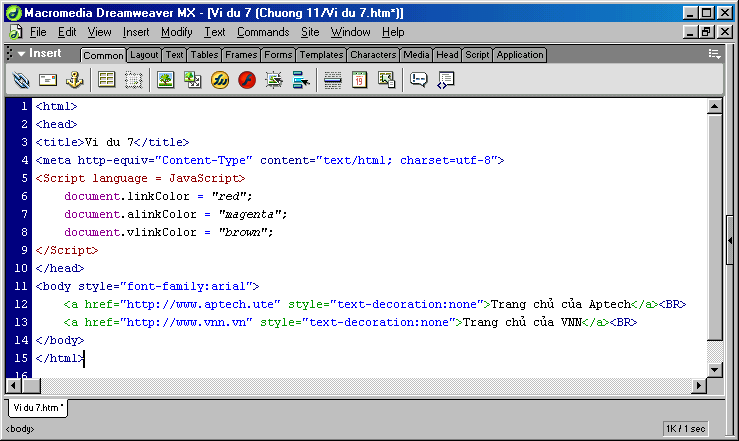 Macromedia Dreamweaver MX - [Vi du 7 (Chuong 11/Vi du 7.htm*)]
File Edit View Insert Modify Text Commands Site Window Help
Insert Common Layout Text Tables Frames Forms Templates Characters Media Head Script Application
19
1 <html>
2 <head>
3 <title>Vi du 7</title>
4 <meta http-equiv="Content-Type" content="text/html; charset=utf-8">
5 <Script language = JavaScript>
6 document.linkColor = "red";
7 document.alinkColor = "magenta";
8 document.vlinkColor = "brown";
9 </Script>
10 </head>
11 <body style="font-family:arial">
12 <a href="http://www.aptech.ute" style="text-decoration:none">Trang chủ của Aptech</a><BR>
13 <a href="http://www.vnn.vn" style="text-decoration:none">Trang chủ của VNN</a><BR>
14 </body>
15 </html>
16
Vi du 7.htm*
<body>
1K / 1 sec